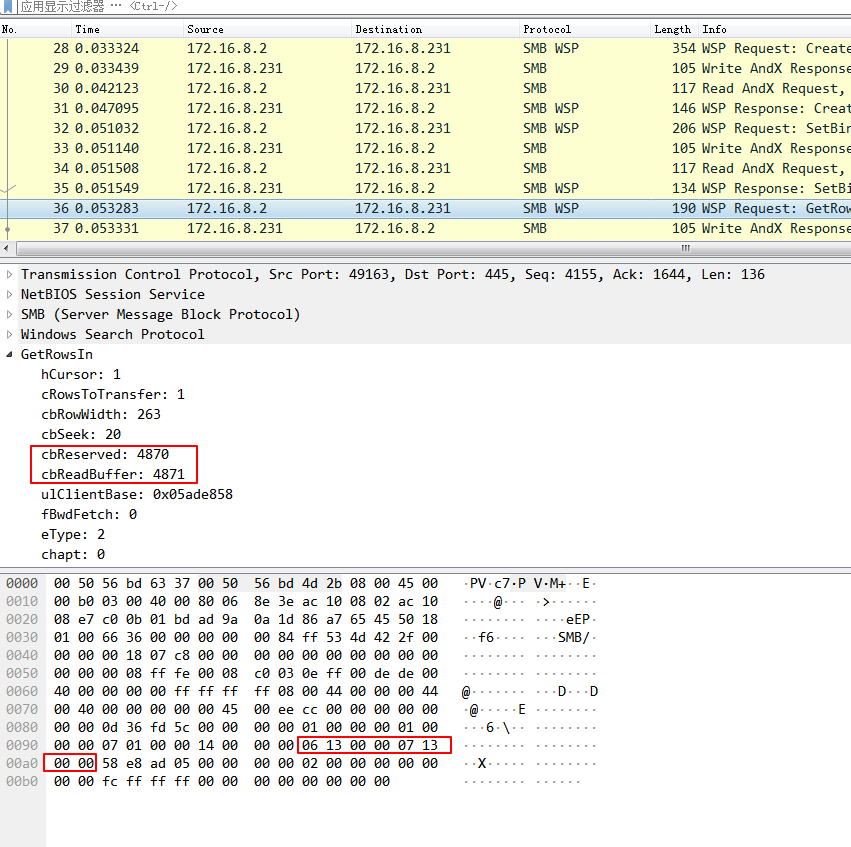 应用显示过滤器 ··· <Ctrl-/>
No. Time Source Destination Protocol Length Info
28 0.033324 172.16.8.2 172.16.8.231 SMB WSP 354 WSP Request: Create
29 0.033439 172.16.8.231 172.16.8.2 SMB 105 Write AndX Response
30 0.042123 172.16.8.2 172.16.8.231 SMB 117 Read AndX Request,
31 0.047095 172.16.8.231 172.16.8.2 SMB WSP 146 WSP Response: Creat
32 0.051032 172.16.8.2 172.16.8.231 SMB WSP 206 WSP Request: SetBin
33 0.051140 172.16.8.231 172.16.8.2 SMB 105 Write AndX Response
34 0.051508 172.16.8.2 172.16.8.231 SMB 117 Read AndX Request,
35 0.051549 172.16.8.231 172.16.8.2 SMB WSP 134 WSP Response: SetBi
36 0.053283 172.16.8.2 172.16.8.231 SMB WSP 190 WSP Request: GetRow
37 0.053331 172.16.8.231 172.16.8.2 SMB 105 Write AndX Response
Transmission Control Protocol, Src Port: 49163, Dst Port: 445, Seq: 4155, Ack: 1644, Len: 136
NetBIOS Session Service
SMB (Server Message Block Protocol)
Windows Search Protocol
GetRowsIn
hCursor: 1
cRowsToTransfer: 1
cbRowWidth: 263
cbSeek: 20
cbReserved: 4870
cbReadBuffer: 4871
ulClientBase: 0x05ade858
fBwdFetch: 0
eType: 2
chapt: 0
0000 00 50 56 bd 63 37 00 50 56 bd 4d 2b 08 00 45 00 ·PV·c7·P V·M+··E·
0010 00 b0 03 00 40 00 80 06 8e 3e ac 10 08 02 ac 10 ····@··· ·>······
0020 08 e7 c0 0b 01 bd ad 9a 0a 1d 86 a7 65 45 50 18 ········ ····eEP·
0030 01 00 66 36 00 00 00 00 00 84 ff 53 4d 42 2f 00 ··f6···· ···SMB/·
0040 00 00 00 18 07 c8 00 00 00 00 00 00 00 00 00 00 ········ ········
0050 00 00 00 08 ff fe 00 08 c0 03 0e ff 00 de de 00 ········ ········
0060 40 00 00 00 00 ff ff ff ff 08 00 44 00 00 00 44 @······· ···D···D
0070 00 40 00 00 00 00 00 45 00 ee cc 00 00 00 00 00 ·@·····E ········
0080 00 00 0d 36 fd 5c 00 00 00 00 01 00 00 00 01 00 ···6·\·· ········
0090 00 00 07 01 00 00 14 00 00 00 06 13 00 00 07 13 ········ ········
00a0 00 00 58 e8 ad 05 00 00 00 00 02 00 00 00 00 00 ··X····· ········
00b0 00 00 fc ff ff ff 00 00 00 00 00 00 00 00 ········ ······